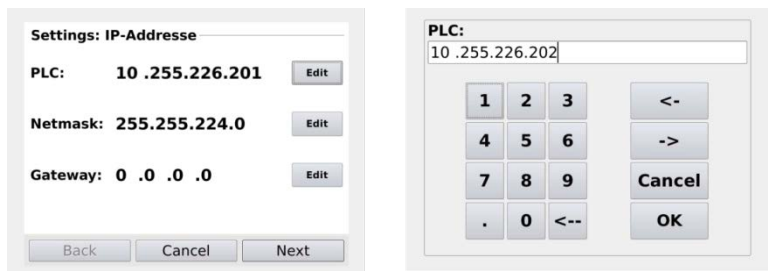 Settings: IP-Addresse
PLC: 10 .255.226.201 Edit
Netmask: 255.255.224.0 Edit
Gateway: 0 .0 .0 .0 Edit
Back Cancel Next
PLC:
10 .255.226.202
1 2 3 <-
4 5 6 ->
7 8 9 Cancel
. 0 <-- OK